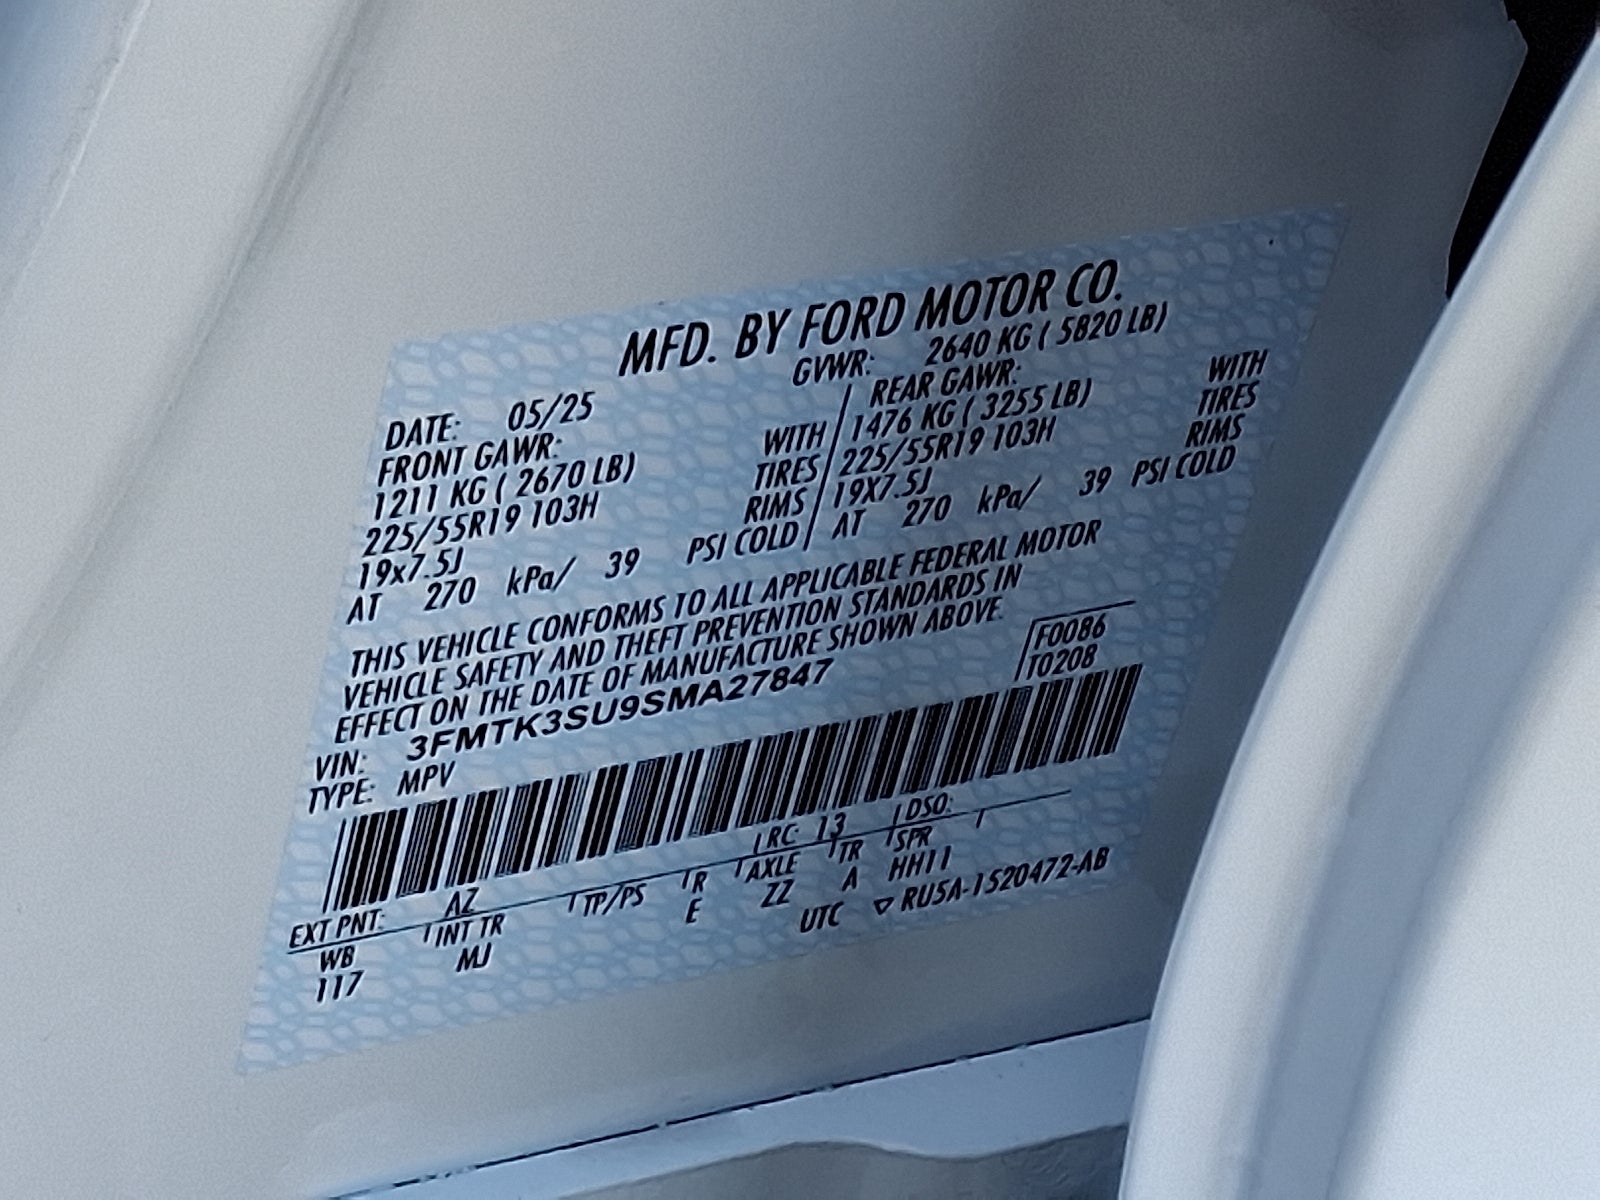 MFD. BY FORD MOTOR CO.
DATE: 05/25 GVWR: 2640 KG ( 5820 LB)
FRONT GAWR: REAR GAWR:
1211 KG ( 2670 LB) WITH 1476 KG ( 3255 LB) WITH
225/55R19 103H TIRES 225/55R19 103H TIRES
19x7.5J RIMS 19X7.5J RIMS
AT 270 kPa/ 39 PSI COLD AT 270 kPa/ 39 PSI COLD
THIS VEHICLE CONFORMS TO ALL APPLICABLE FEDERAL MOTOR
VEHICLE SAFETY AND THEFT PREVENTION STANDARDS IN
EFFECT ON THE DATE OF MANUFACTURE SHOWN ABOVE.
VIN: 3FMTK3SU9SMA27847 F0086
TYPE: MPV T0208
EXT PNT: AZ RC: 13 DSO:
WB INT TR TP/PS R AXLE TR SPR
117 MJ E ZZ A HH11
UTC ▽ RU5A-1520472-AB